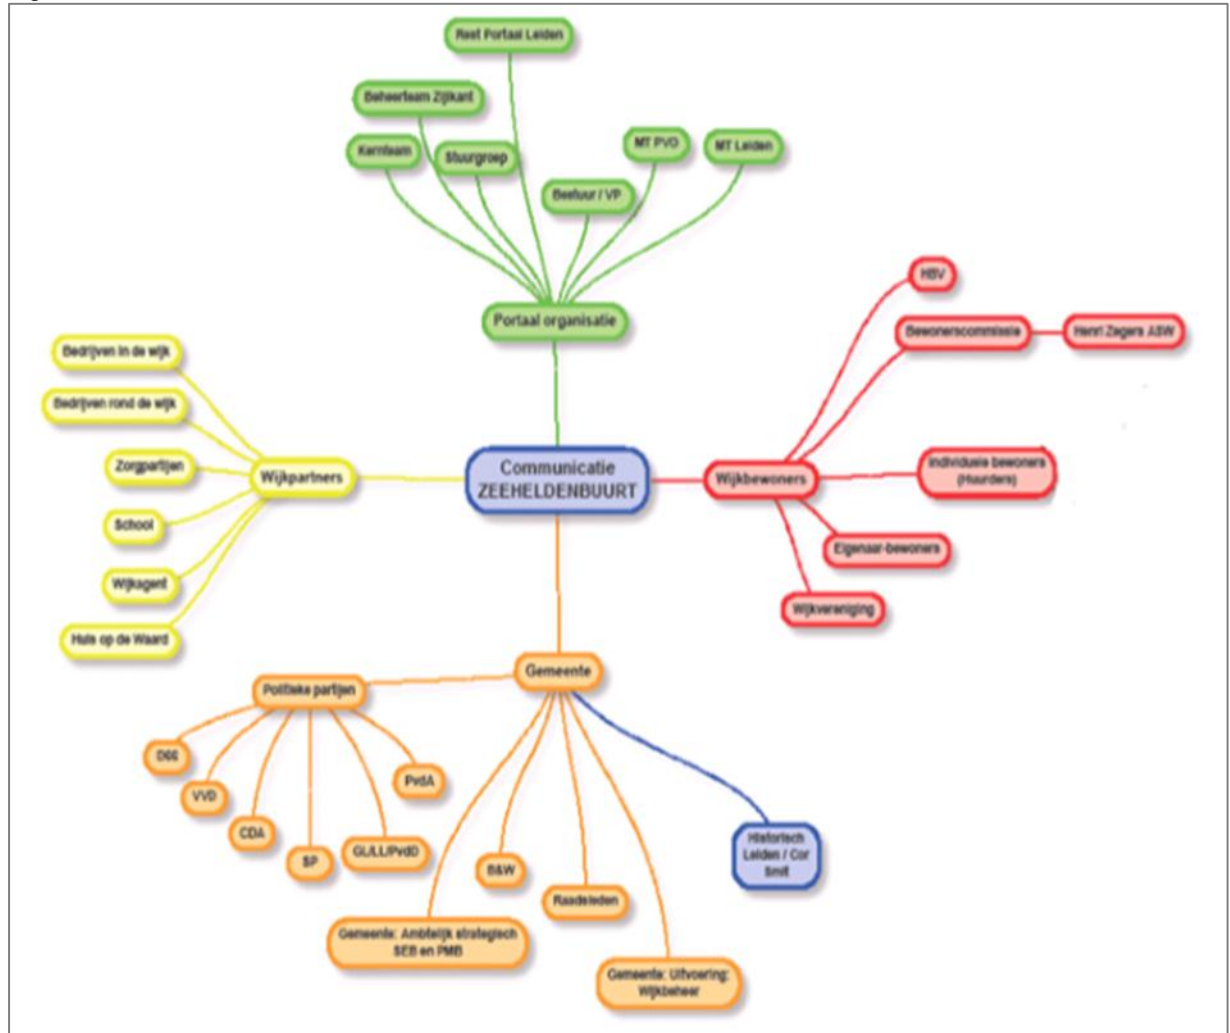 Rest Portaal Leiden
Beheerteam Zijlkant
Kernteam
Stuurgroep
MT PVO
MT Leiden
Bestuur / VP
Portaal organisatie
HBV
Bewonerscommissie
Henri Zegers ASW
Bedrijven in de wijk
Bedrijven rond de wijk
Zorgpartijen
School
Wijkagent
Huis op de Waard
Wijkpartners
Communicatie
ZEEHELDENBUURT
Wijkbewoners
Individuele bewoners
(Huurders)
Eigenaar-bewoners
Wijkvereniging
Gemeente
Politieke partijen
D66
VVD
CDA
SP
GL/LL/PvdD
PvdA
B&W
Raadsleden
Gemeente: Ambtelijk strategisch
SEB en PMB
Gemeente: Uitvoering:
Wijkbeheer
Historisch
Leiden / Cor
Smit